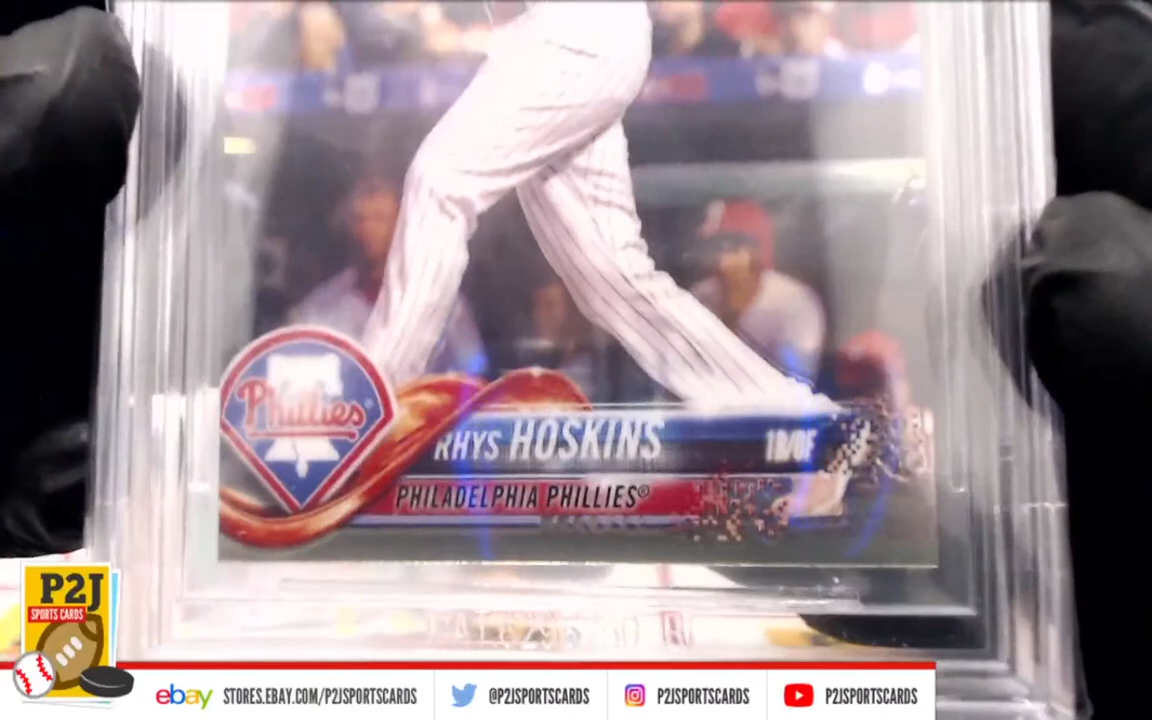 Phillies
RHYS HOSKINS
1B/OF
PHILADELPHIA PHILLIES®
P2J
SPORTS CARDS
ebay STORES.EBAY.COM/P2JSPORTSCARDS
@P2JSPORTSCARDS
P2JSPORTSCARDS
P2JSPORTSCARDS